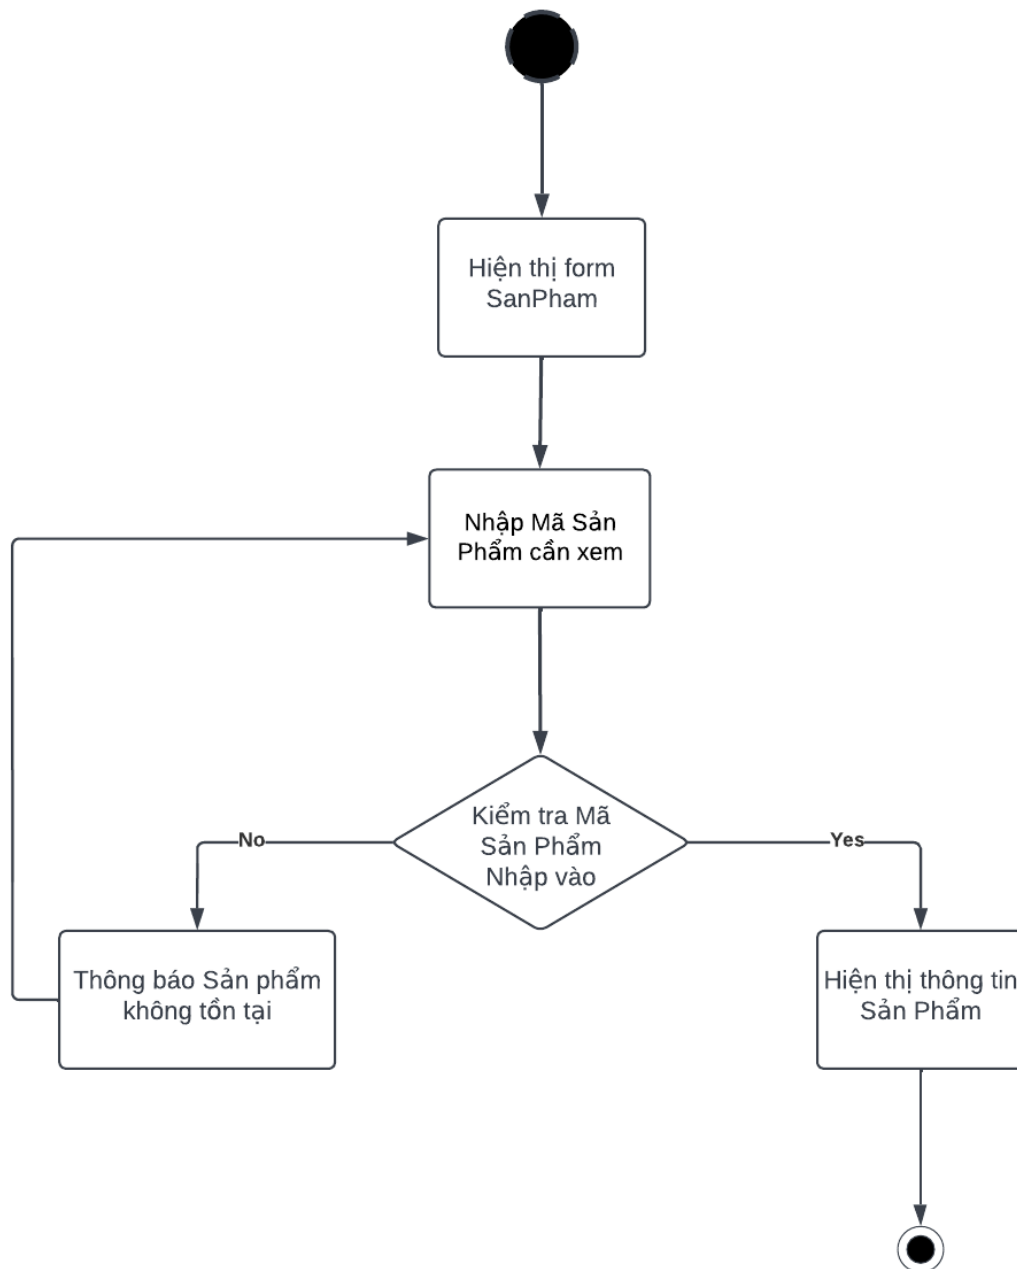 Hiện thị form
SanPham
Nhập Mã Sản
Phẩm cần xem
Kiểm tra Mã
Sản Phẩm
Nhập vào
No
Yes
Thông báo Sản phẩm
không tồn tại
Hiện thị thông tin
Sản Phẩm